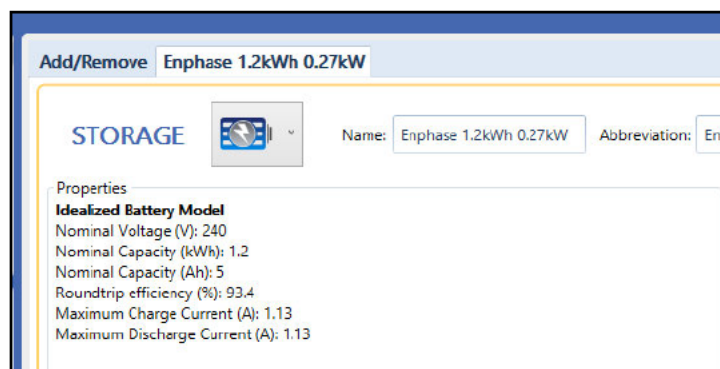 Add/Remove Enphase 1.2kWh 0.27kW
STORAGE Name: Enphase 1.2kWh 0.27kW Abbreviation: En
Properties
Idealized Battery Model
Nominal Voltage (V): 240
Nominal Capacity (kWh): 1.2
Nominal Capacity (Ah): 5
Roundtrip efficiency (%): 93.4
Maximum Charge Current (A): 1.13
Maximum Discharge Current (A): 1.13